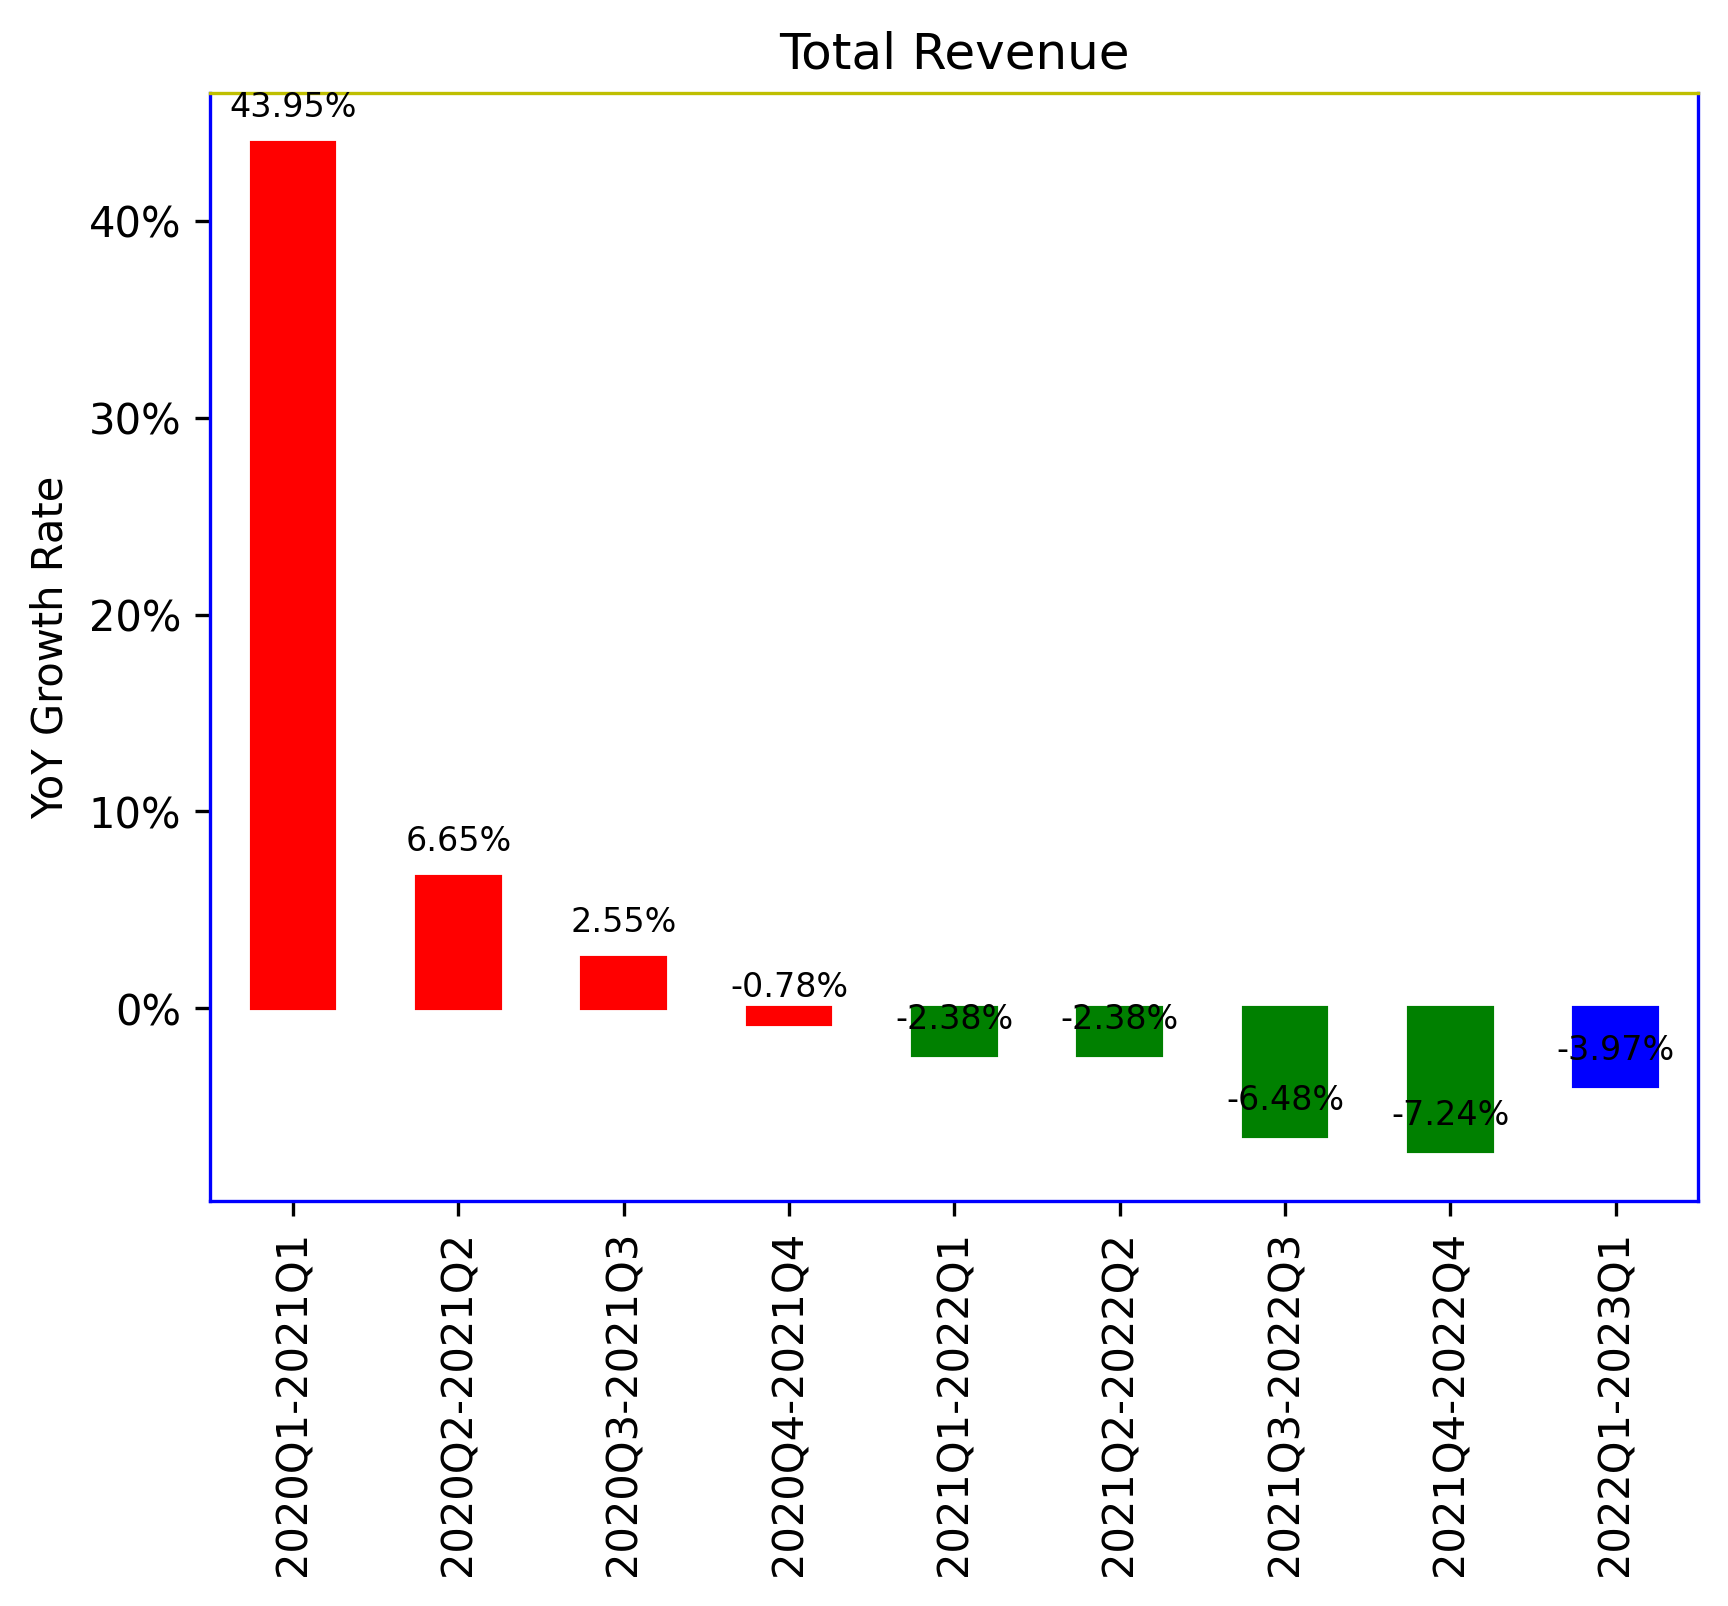 Total Revenue
YoY Growth Rate
40%
30%
20%
10%
0%
43.95%
6.65%
2.55%
-0.78%
-2.38%
-2.38%
-6.48%
-7.24%
-3.97%
2020Q1-2021Q1
2020Q2-2021Q2
2020Q3-2021Q3
2020Q4-2021Q4
2021Q1-2022Q1
2021Q2-2022Q2
2021Q3-2022Q3
2021Q4-2022Q4
2022Q1-2023Q1